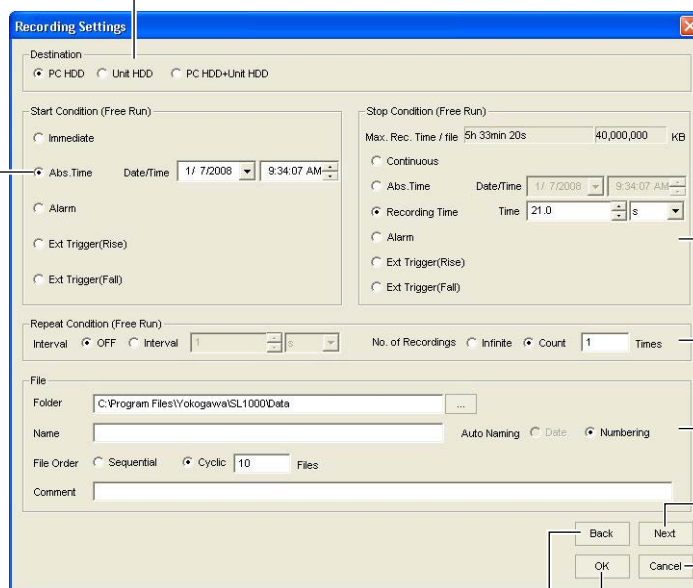 Recording Settings
Destination
PC HDD Unit HDD PC HDD+Unit HDD
Start Condition (Free Run)
Immediate
Abs.Time Date/Time 1/ 7/2008 9:34:07 AM
Alarm
Ext Trigger(Rise)
Ext Trigger(Fall)
Stop Condition (Free Run)
Max. Rec. Time / file 5h 33min 20s 40,000,000 KB
Continuous
Abs.Time Date/Time 1/ 7/2008 9:34:07 AM
Recording Time Time 21.0 s
Alarm
Ext Trigger(Rise)
Ext Trigger(Fall)
Repeat Condition (Free Run)
Interval OFF Interval 1 s No. of Recordings Infinite Count 1 Times
File
Folder C:\Program Files\Yokogawa\SL1000\Data ...
Name Auto Naming Date Numbering
File Order Sequential Cyclic 10 Files
Comment
Back Next
OK Cancel